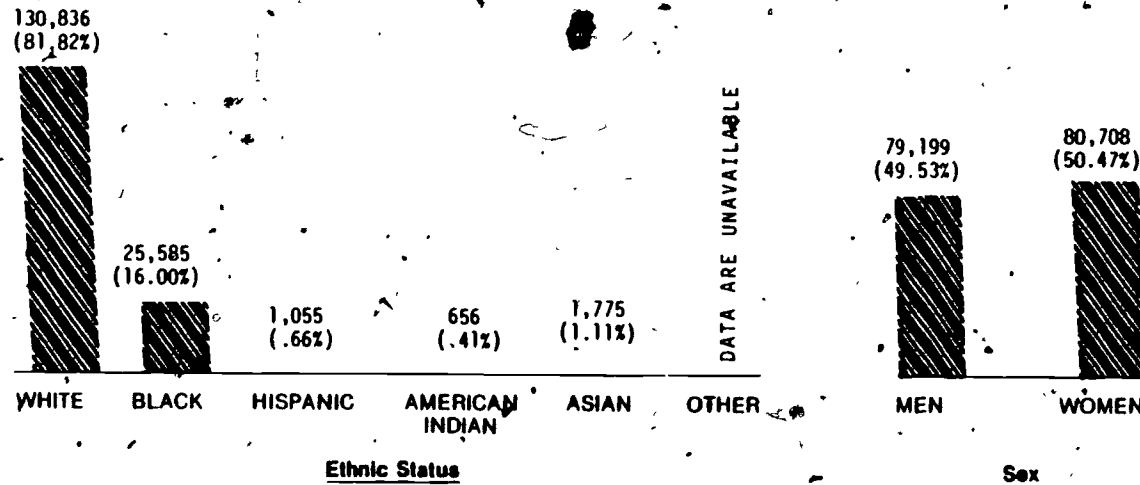 130,836
(81.82%)
25,585
(16.00%)
1,055
(.66%)
656
(.41%)
1,775
(1.11%)
DATA ARE UNAVAILABLE
79,199
(49.53%)
80,708
(50.47%)
WHITE
BLACK
HISPANIC
AMERICAN
INDIAN
ASIAN
OTHER
MEN
WOMEN
Ethnic Status
Sex